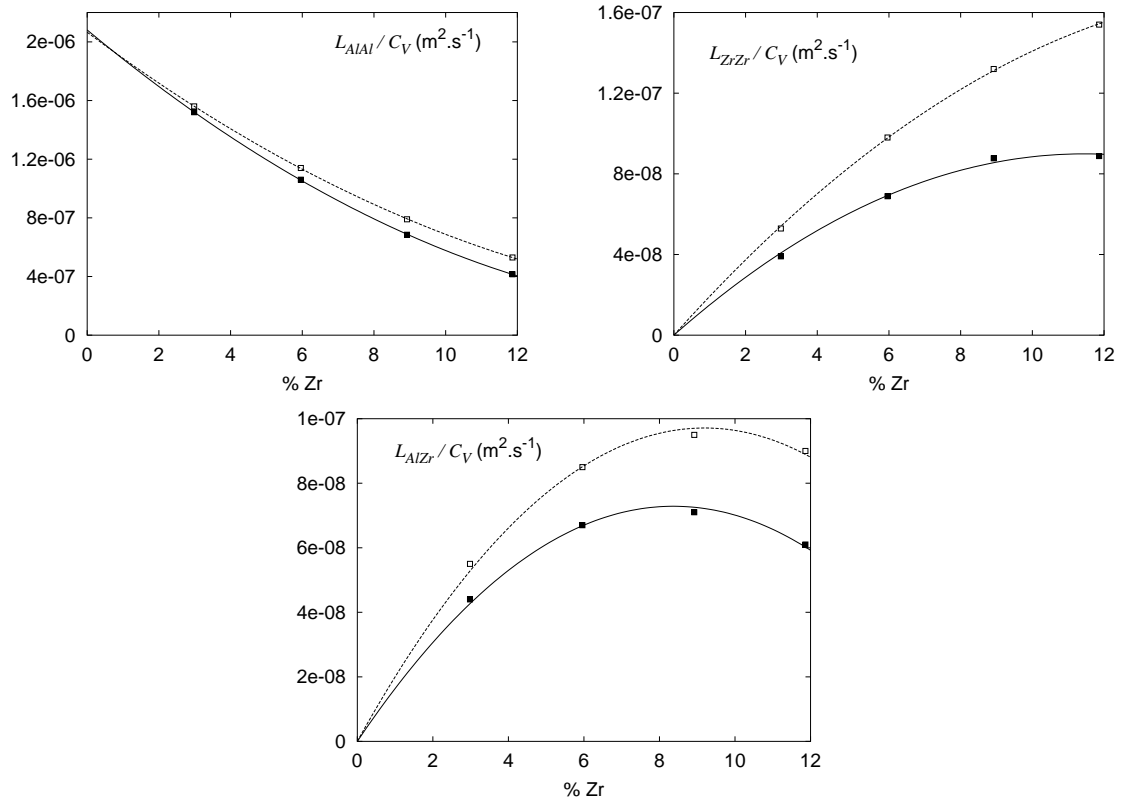 L_AlAl / C_V (m².s⁻¹)
2e-06
1.6e-06
1.2e-06
8e-07
4e-07
0
0 2 4 6 8 10 12
% Zr
L_ZrZr / C_V (m².s⁻¹)
1.6e-07
1.2e-07
8e-08
4e-08
0
0 2 4 6 8 10 12
% Zr
L_AlZr / C_V (m².s⁻¹)
1e-07
8e-08
6e-08
4e-08
2e-08
0
0 2 4 6 8 10 12
% Zr